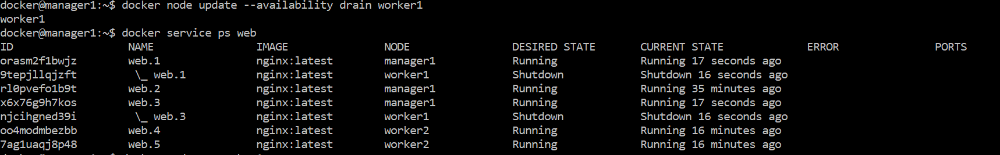 docker@manager1:~$ docker node update --availability drain worker1
worker1
docker@manager1:~$ docker service ps web
ID NAME IMAGE NODE DESIRED STATE CURRENT STATE ERROR PORTS
orasm2f1bwjz web.1 nginx:latest manager1 Running Running 17 seconds ago
9tepjllqjzft \_ web.1 nginx:latest worker1 Shutdown Shutdown 16 seconds ago
rl0pvefo1b9t web.2 nginx:latest manager1 Running Running 35 minutes ago
x6x76g9h7kos web.3 nginx:latest manager1 Running Running 17 seconds ago
njcihgned39i \_ web.3 nginx:latest worker1 Shutdown Shutdown 16 seconds ago
oo4modmbezbb web.4 nginx:latest worker2 Running Running 16 minutes ago
7ag1uaqj8p48 web.5 nginx:latest worker2 Running Running 16 minutes ago